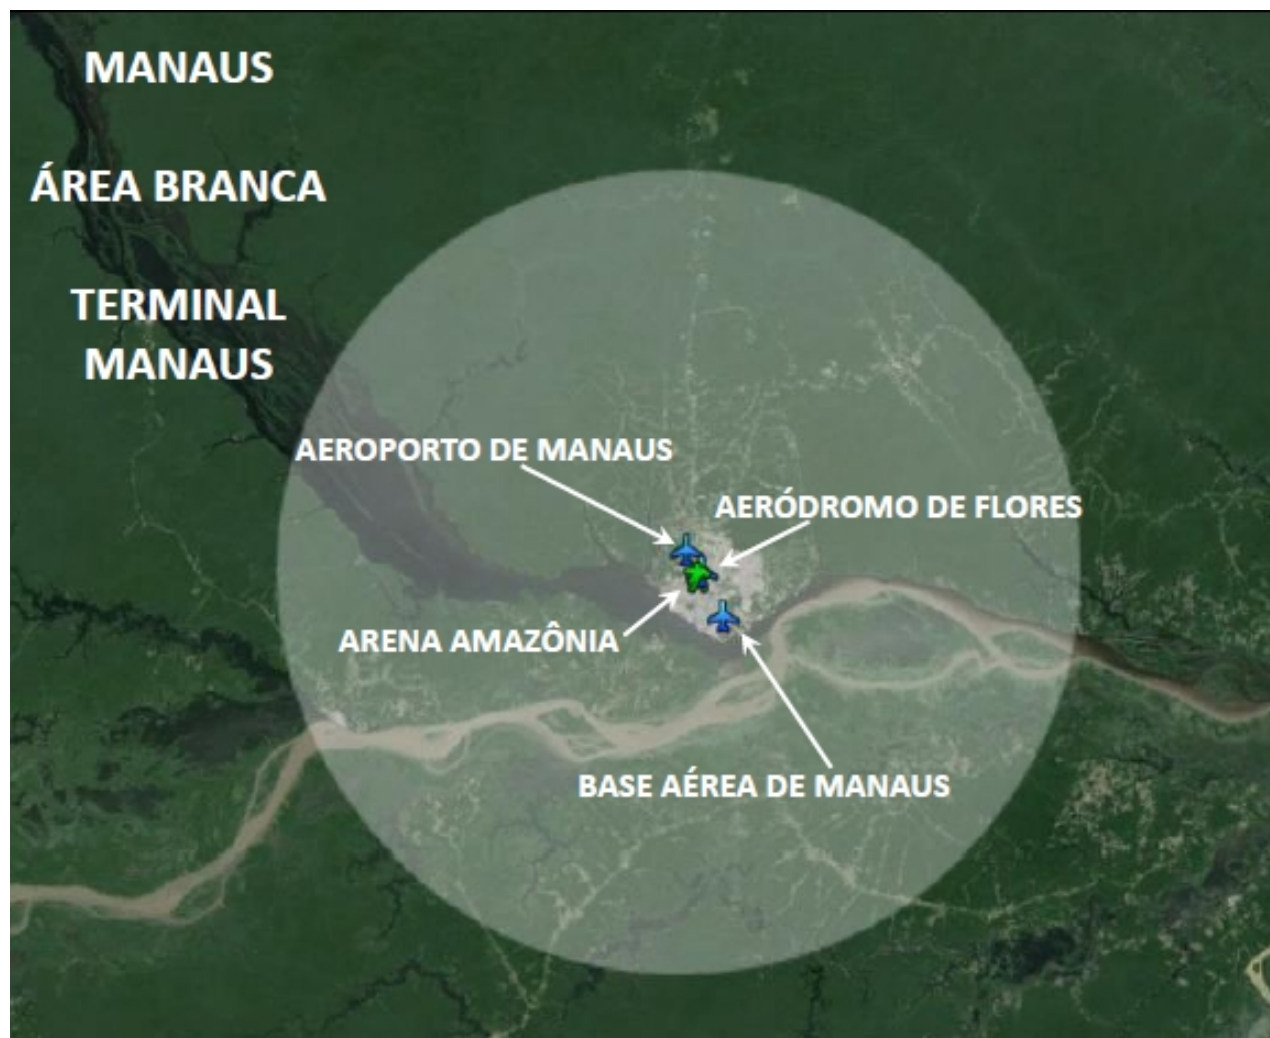 MANAUS
ÁREA BRANCA
TERMINAL
MANAUS
AEROPORTO DE MANAUS
AERÓDROMO DE FLORES
ARENA AMAZÔNIA
BASE AÉREA DE MANAUS